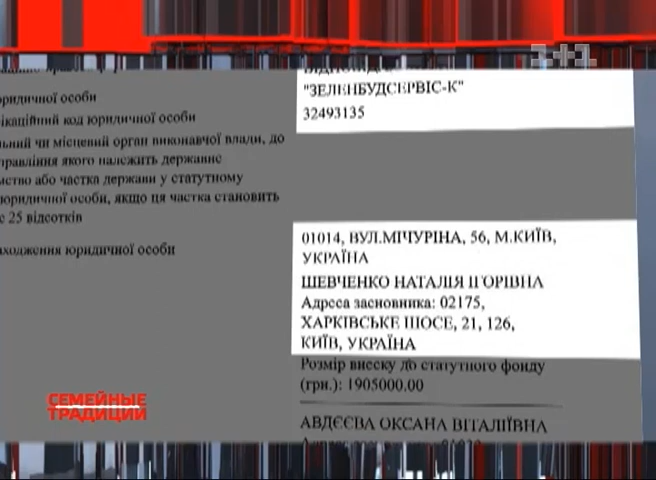 1+1
"ЗЕЛЕНБУДСЕРВІС-К"
оридичної особи
ікаційний код юридичної особи
32493135
льний чи місцевий орган виконавчої влади, до
правління якого належить державне
мство або частка держави у статутному
юридичної особи, якщо ця частка становить
с 25 відсотків
аходження юридичної особи
01014, ВУЛ.МІЧУРІНА, 56, М.КИЇВ,
УКРАЇНА
ШЕВЧЕНКО НАТАЛІЯ ІГОРІВНА
Адреса засновника: 02175,
ХАРКІВСЬКЕ ШОСЕ, 21, 126,
КИЇВ, УКРАЇНА
Розмір внеску до статутного фонду
(грн.): 1905000.00
АВДЄЄВА ОКСАНА ВІТАЛІЇВНА
СЕМЕЙНЫЕ
ТРАДИЦИИ